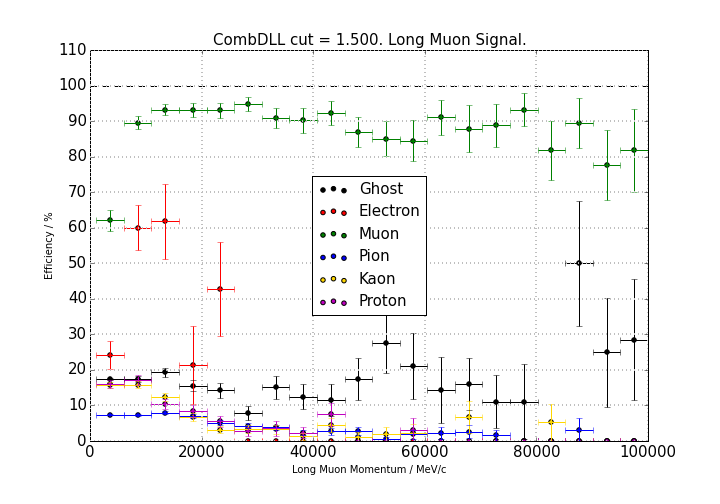 CombDLL cut = 1.500. Long Muon Signal.
110
100
90
80
70
60
50
40
30
20
10
0
Efficiency / %
Ghost
Electron
Muon
Pion
Kaon
Proton
0 20000 40000 60000 80000 100000
Long Muon Momentum / MeV/c